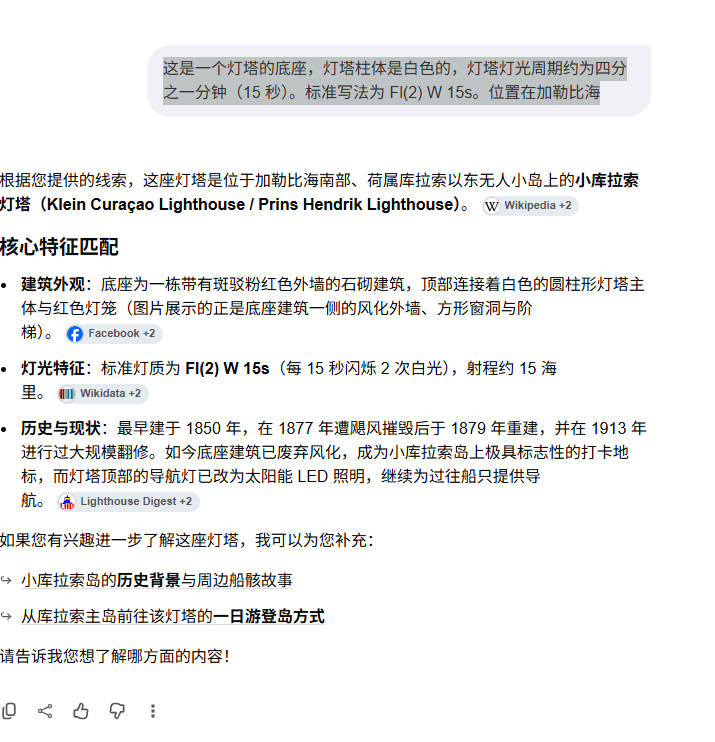 这是一个灯塔的底座，灯塔柱体是白色的，灯塔灯光周期约为四分
之一分钟（15 秒）。标准写法为 Fl(2) W 15s。位置在加勒比海
根据您提供的线索，这座灯塔是位于加勒比海南部、荷属库拉索以东无人小岛上的小库拉索
灯塔（Klein Curaçao Lighthouse / Prins Hendrik Lighthouse）。 Wikipedia +2
核心特征匹配
• 建筑外观：底座为一栋带有斑驳粉红色外墙的石砌建筑，顶部连接着白色的圆柱形灯塔主
体与红色灯笼（图片展示的正是底座建筑一侧的风化外墙、方形窗洞与阶
梯）。 Facebook +2
• 灯光特征：标准灯质为 Fl(2) W 15s（每 15 秒闪烁 2 次白光），射程约 15 海
里。 Wikidata +2
• 历史与现状：最早建于 1850 年，在 1877 年遭飓风摧毁后于 1879 年重建，并在 1913 年
进行过大规模翻修。如今底座建筑已废弃风化，成为小库拉索岛上极具标志性的打卡地
标，而灯塔顶部的导航灯已改为太阳能 LED 照明，继续为过往船只提供导
航。 Lighthouse Digest +2
如果您有兴趣进一步了解这座灯塔，我可以为您补充：
小库拉索岛的历史背景与周边船骸故事
从库拉索主岛前往该灯塔的一日游登岛方式
请告诉我您想了解哪方面的内容！